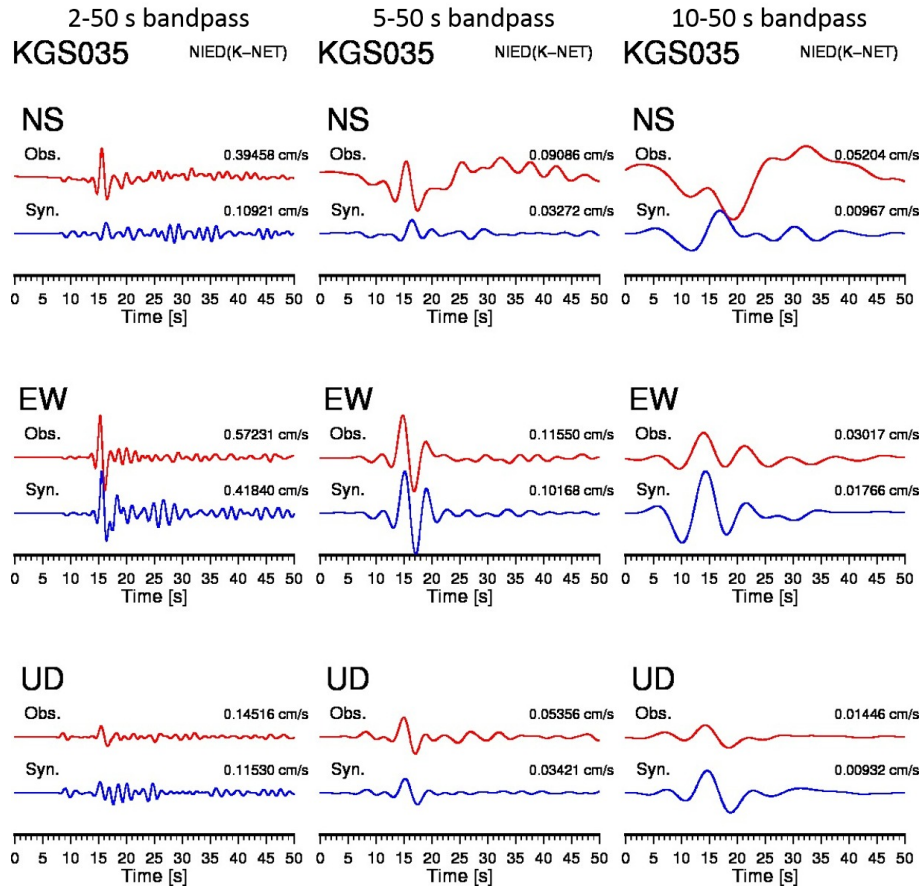 2-50 s bandpass 5-50 s bandpass 10-50 s bandpass
KGS035 NIED(K-NET) KGS035 NIED(K-NET) KGS035 NIED(K-NET)
NS NS NS
Obs. 0.39458 cm/s Obs. 0.09086 cm/s Obs. 0.05204 cm/s
Syn. 0.10921 cm/s Syn. 0.03272 cm/s Syn. 0.00967 cm/s
0 5 10 15 20 25 30 35 40 45 50 0 5 10 15 20 25 30 35 40 45 50 0 5 10 15 20 25 30 35 40 45 50
Time [s] Time [s] Time [s]
EW EW EW
Obs. 0.57231 cm/s Obs. 0.11550 cm/s Obs. 0.03017 cm/s
Syn. 0.41840 cm/s Syn. 0.10168 cm/s Syn. 0.01766 cm/s
0 5 10 15 20 25 30 35 40 45 50 0 5 10 15 20 25 30 35 40 45 50 0 5 10 15 20 25 30 35 40 45 50
Time [s] Time [s] Time [s]
UD UD UD
Obs. 0.14516 cm/s Obs. 0.05356 cm/s Obs. 0.01446 cm/s
Syn. 0.11530 cm/s Syn. 0.03421 cm/s Syn. 0.00932 cm/s
0 5 10 15 20 25 30 35 40 45 50 0 5 10 15 20 25 30 35 40 45 50 0 5 10 15 20 25 30 35 40 45 50
Time [s] Time [s] Time [s]